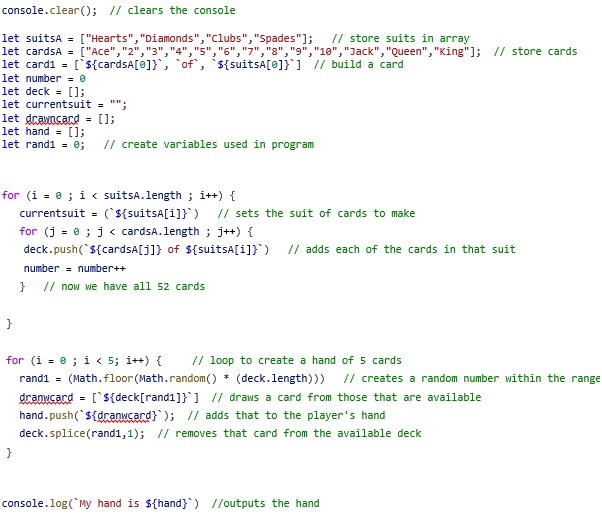 console.clear();  // clears the console
let suitsA = ["Hearts","Diamonds","Clubs","Spades"];   // store suits in array
let cardsA = ["Ace","2","3","4","5","6","7","8","9","10","Jack","Queen","King"];  // store cards
let card1 = [`${cardsA[0]}`, `of`, `${suitsA[0]}`]  // build a card
let number = 0
let deck = [];
let currentsuit = "";
let drawncard = [];
let hand = [];
let rand1 = 0;   // create variables used in program
for (i = 0 ; i < suitsA.length ; i++) {
currentsuit = (`${suitsA[i]}`)   // sets the suit of cards to make
for (j = 0 ; j < cardsA.length ; j++) {
deck.push(`${cardsA[j]} of ${suitsA[i]}`)   // adds each of the cards in that suit
number = number++
}   // now we have all 52 cards
}
for (i = 0 ; i < 5; i++) {     // loop to create a hand of 5 cards
rand1 = (Math.floor(Math.random() * (deck.length)))   // creates a random number within the range
dranwcard = [`${deck[rand1]}`]  // draws a card from those that are available
hand.push(`${dranwcard}`);  // adds that to the player's hand
deck.splice(rand1,1);  // removes that card from the available deck
}
console.log(`My hand is ${hand}`)  //outputs the hand